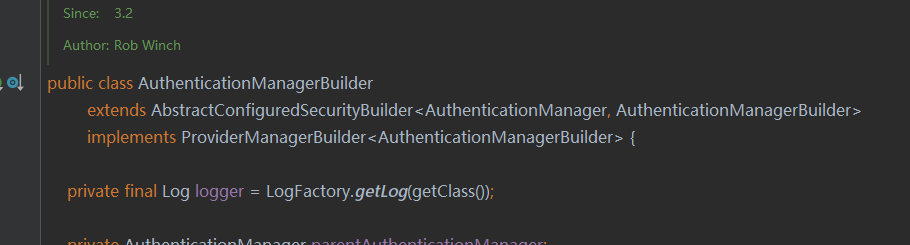 Since: 3.2
Author: Rob Winch
public class AuthenticationManagerBuilder
extends AbstractConfiguredSecurityBuilder<AuthenticationManager, AuthenticationManagerBuilder>
implements ProviderManagerBuilder<AuthenticationManagerBuilder> {
private final Log logger = LogFactory.getLog(getClass());
private AuthenticationManager parentAuthenticationManager;